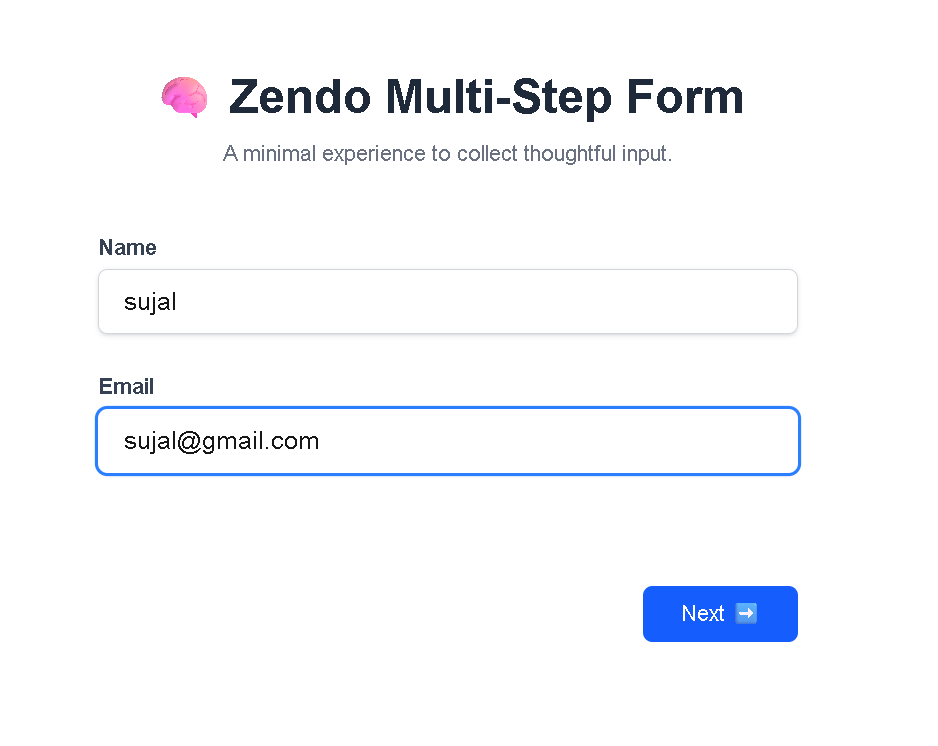 🧠 Zendo Multi-Step Form
A minimal experience to collect thoughtful input.
Name
sujal
Email
sujal@gmail.com
Next ➡️